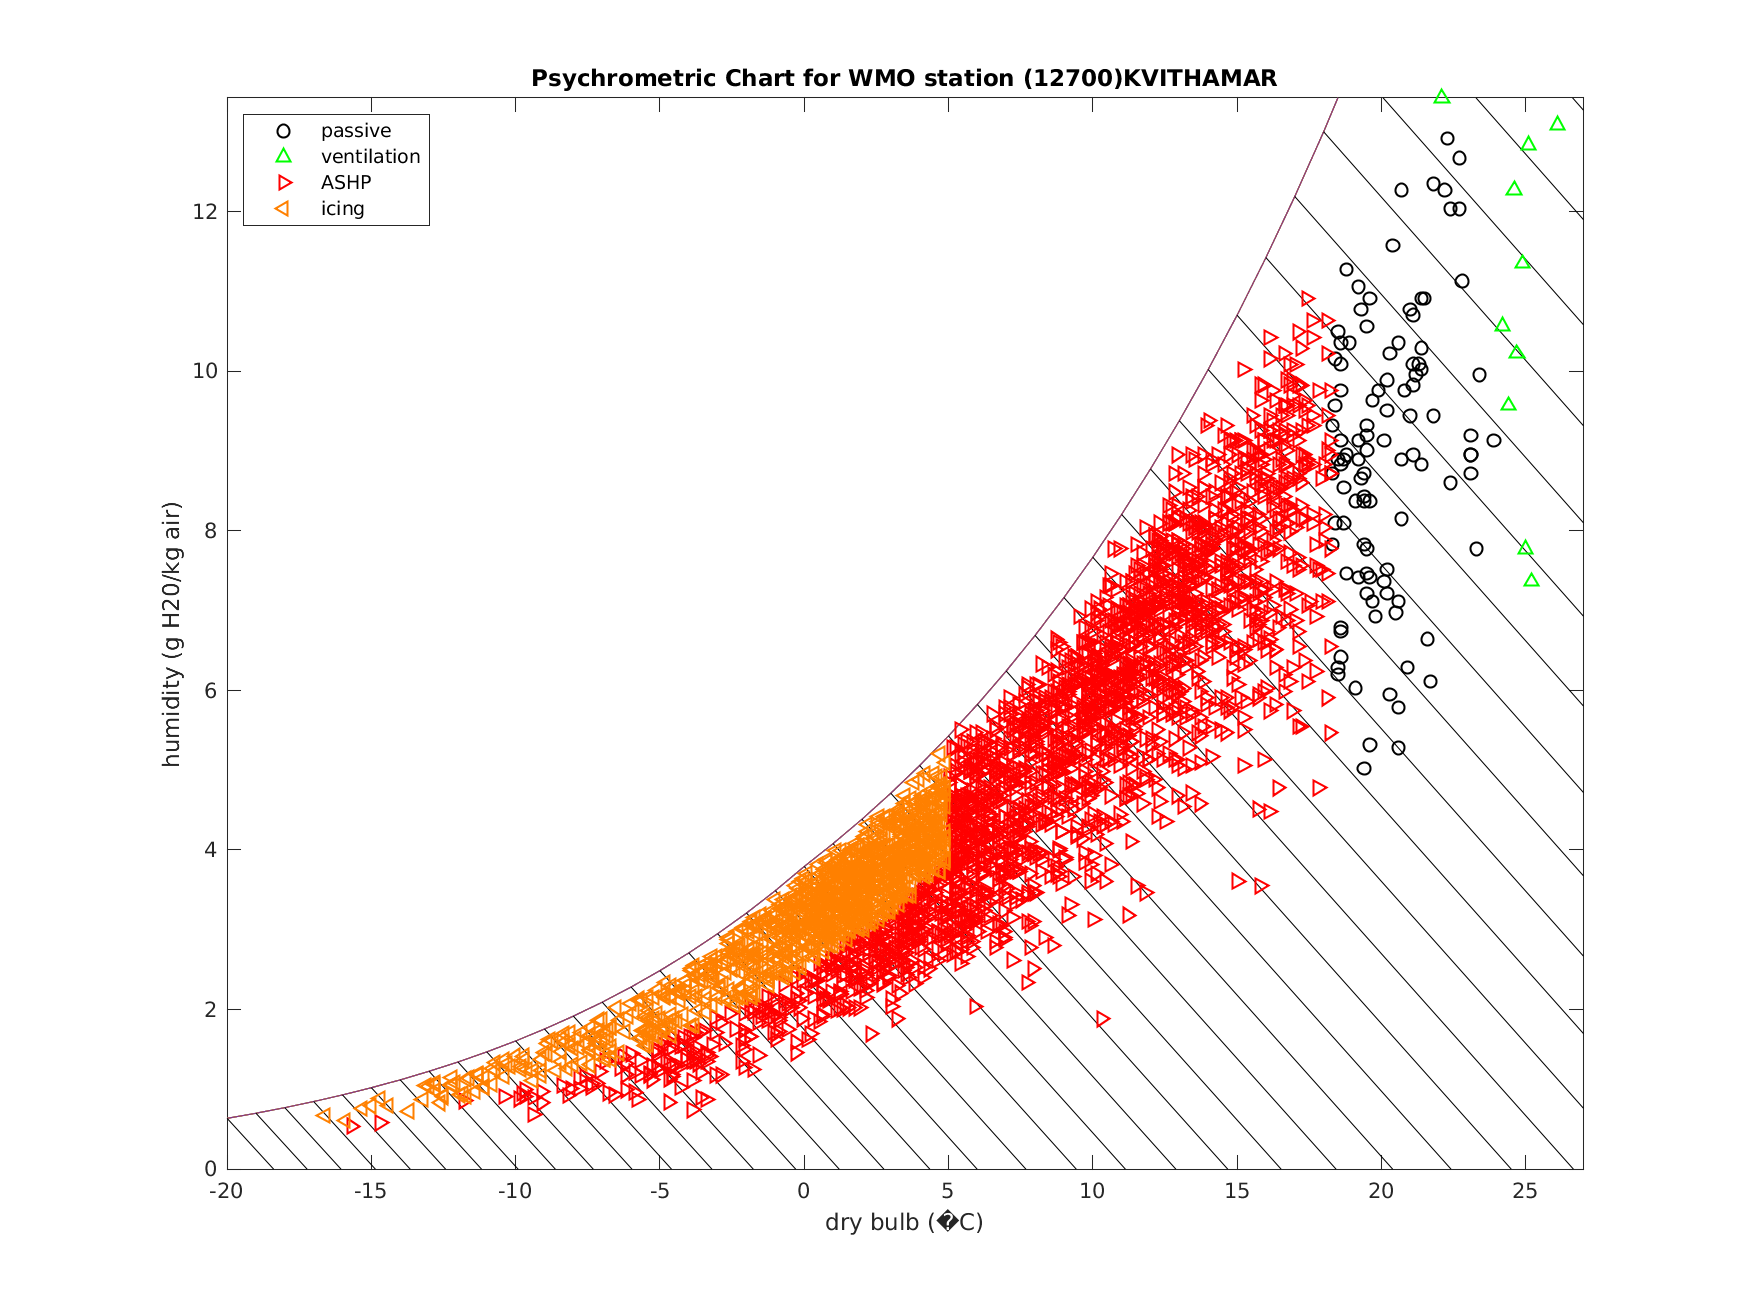 Psychrometric Chart for WMO station (12700)KVITHAMAR
passive
ventilation
ASHP
icing
humidity (g H20/kg air)
12
10
8
6
4
2
0
-20 -15 -10 -5 0 5 10 15 20 25
dry bulb (�C)